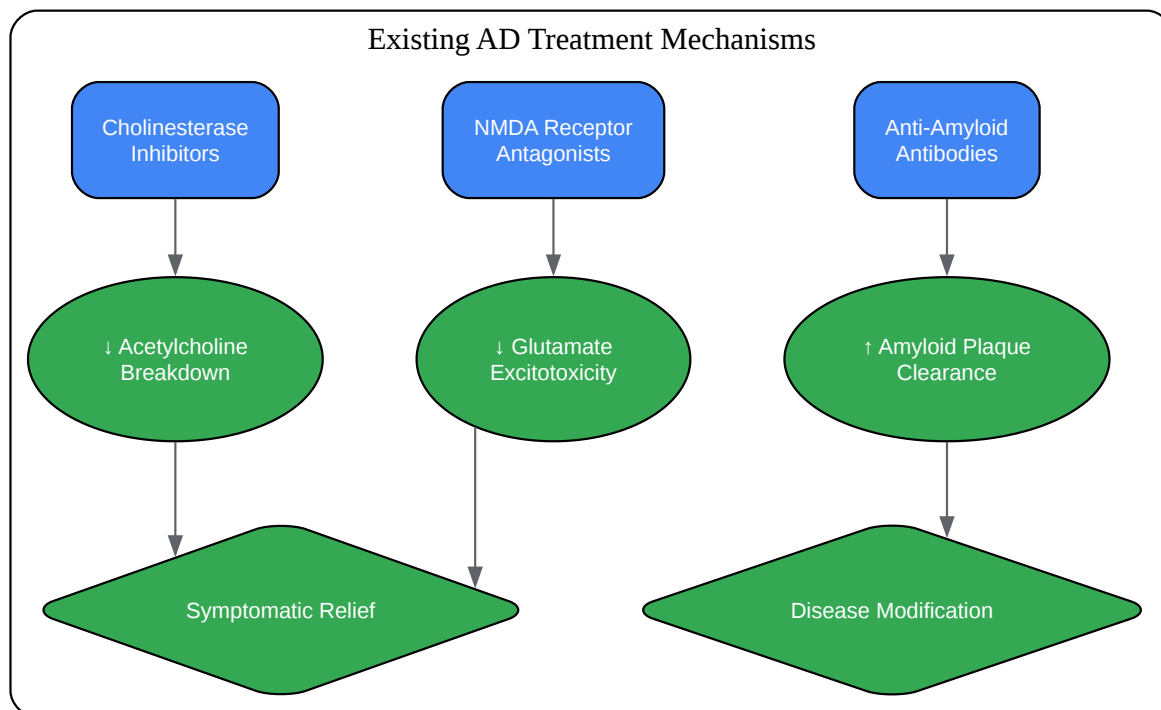 Existing AD Treatment Mechanisms
Cholinesterase
Inhibitors
NMDA Receptor
Antagonists
Anti-Amyloid
Antibodies
↓ Acetylcholine
Breakdown
↓ Glutamate
Excitotoxicity
↑ Amyloid Plaque
Clearance
Symptomatic Relief
Disease Modification